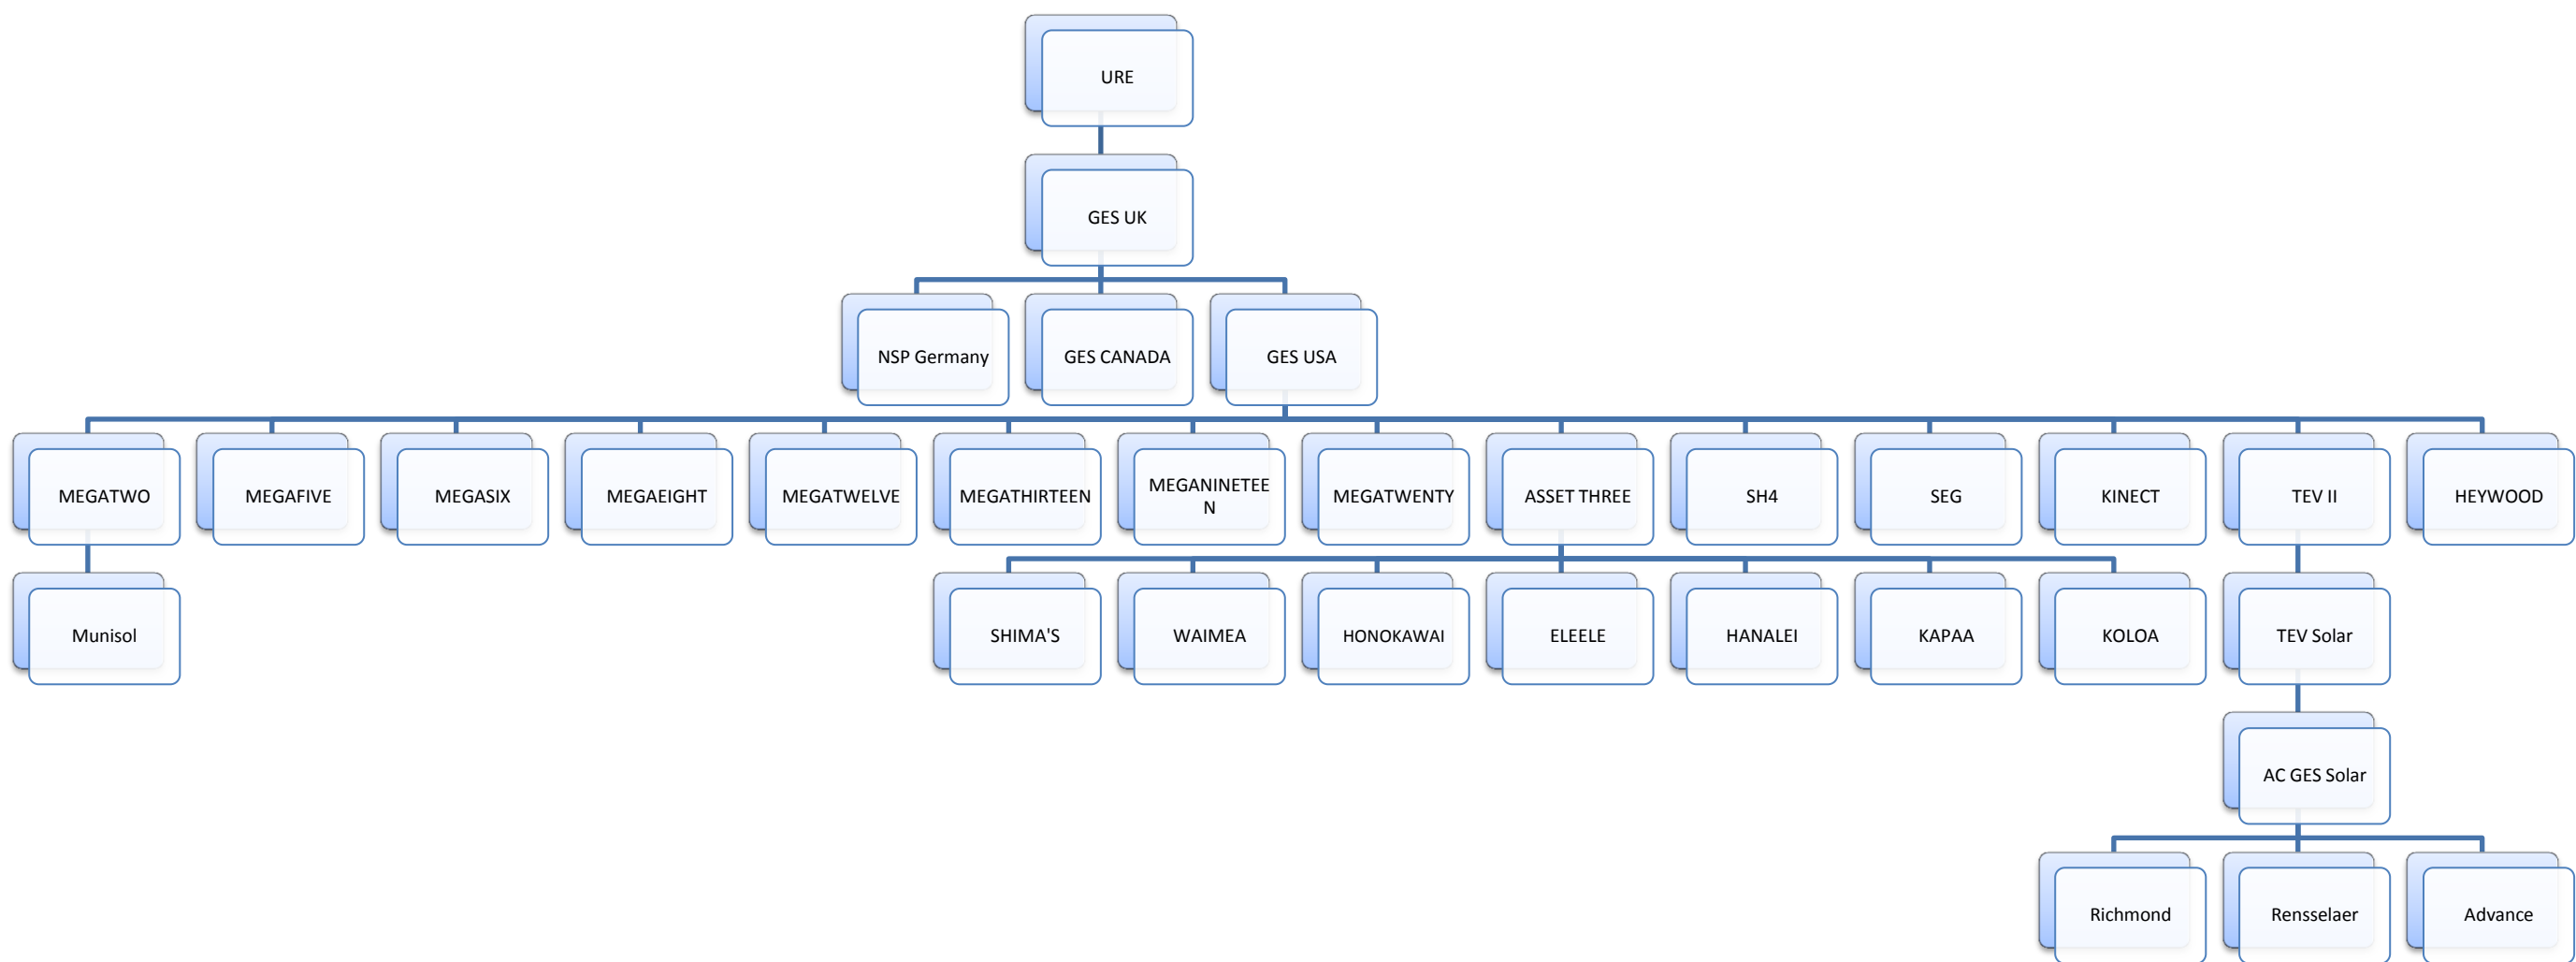 URE
GES UK
NSP Germany
GES CANADA
GES USA
MEGATWO
MEGAFIVE
MEGASIX
MEGAEIGHT
MEGATWELVE
MEGATHIRTEEN
MEGANINETEE
N
MEGATWENTY
ASSET THREE
SH4
SEG
KINECT
TEV II
HEYWOOD
Munisol
SHIMA'S
WAIMEA
HONOKAWAI
ELEELE
HANALEI
KAPAA
KOLOA
TEV Solar
AC GES Solar
Richmond
Rensselaer
Advance